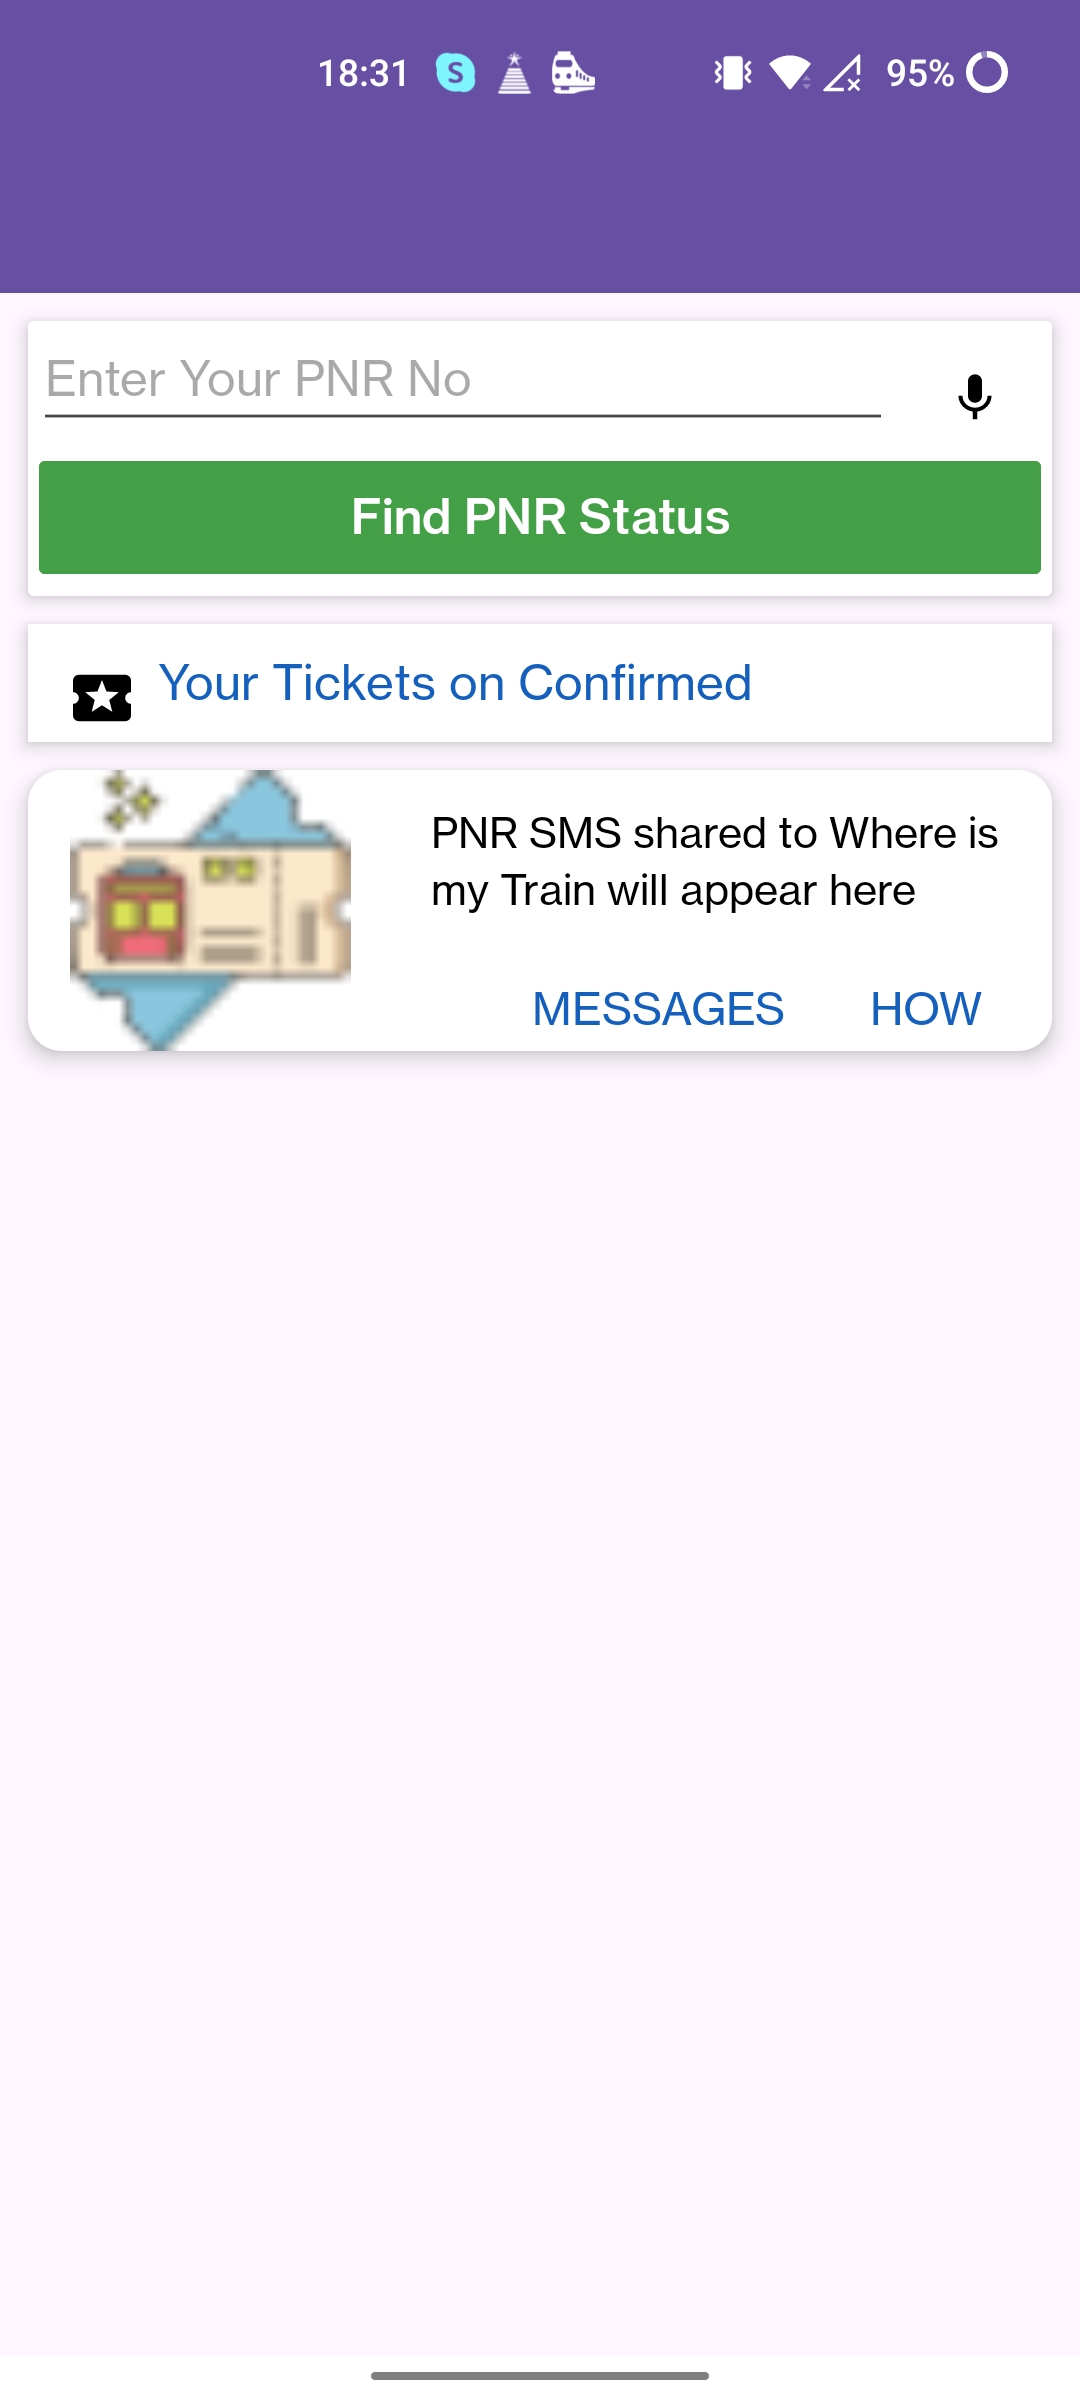 18:31 S 95%
Enter Your PNR No
Find PNR Status
Your Tickets on Confirmed
PNR SMS shared to Where is
my Train will appear here
MESSAGES HOW